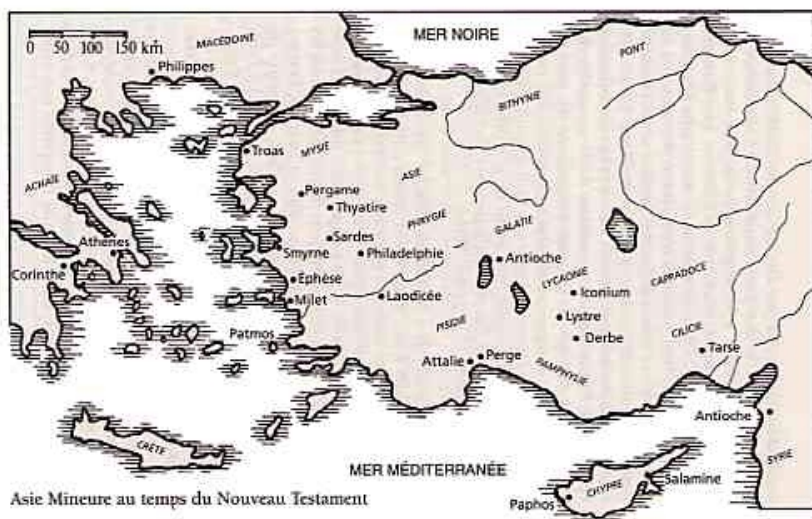 MER NOIRE
MACÉDOINE
0 50 100 150 km
PONT
Philippes
BITHYNIE
Troas
MYSIE
ASIE
ACHAÏE
Pergame
Thyatire
PHRYGIE
GALATIE
Athènes
Smyrne
Sardes
Philadelphie
Antioche
Corinthe
Éphèse
LYCAONIE
CAPPADOCE
Milet
Laodicée
Iconium
Patmos
PISIDIE
Lystre
CILICIE
Derbe
Tarse
Attalie
Perge
PAMPHYLIE
Antioche
CRÈTE
MER MÉDITERRANÉE
SYRIE
Salamine
CHYPRE
Paphos
Asie Mineure au temps du Nouveau Testament